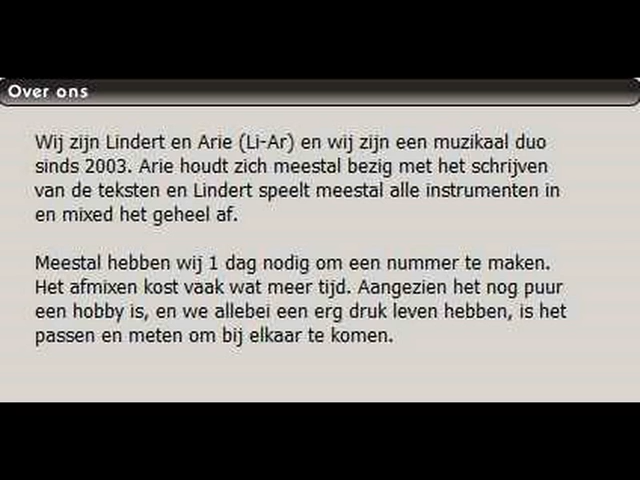 Over ons
Wij zijn Lindert en Arie (Li-Ar) en wij zijn een muzikaal duo
sinds 2003. Arie houdt zich meestal bezig met het schrijven
van de teksten en Lindert speelt meestal alle instrumenten in
en mixed het geheel af.
Meestal hebben wij 1 dag nodig om een nummer te maken.
Het afmixen kost vaak wat meer tijd. Aangezien het nog puur
een hobby is, en we allebei een erg druk leven hebben, is het
passen en meten om bij elkaar te komen.